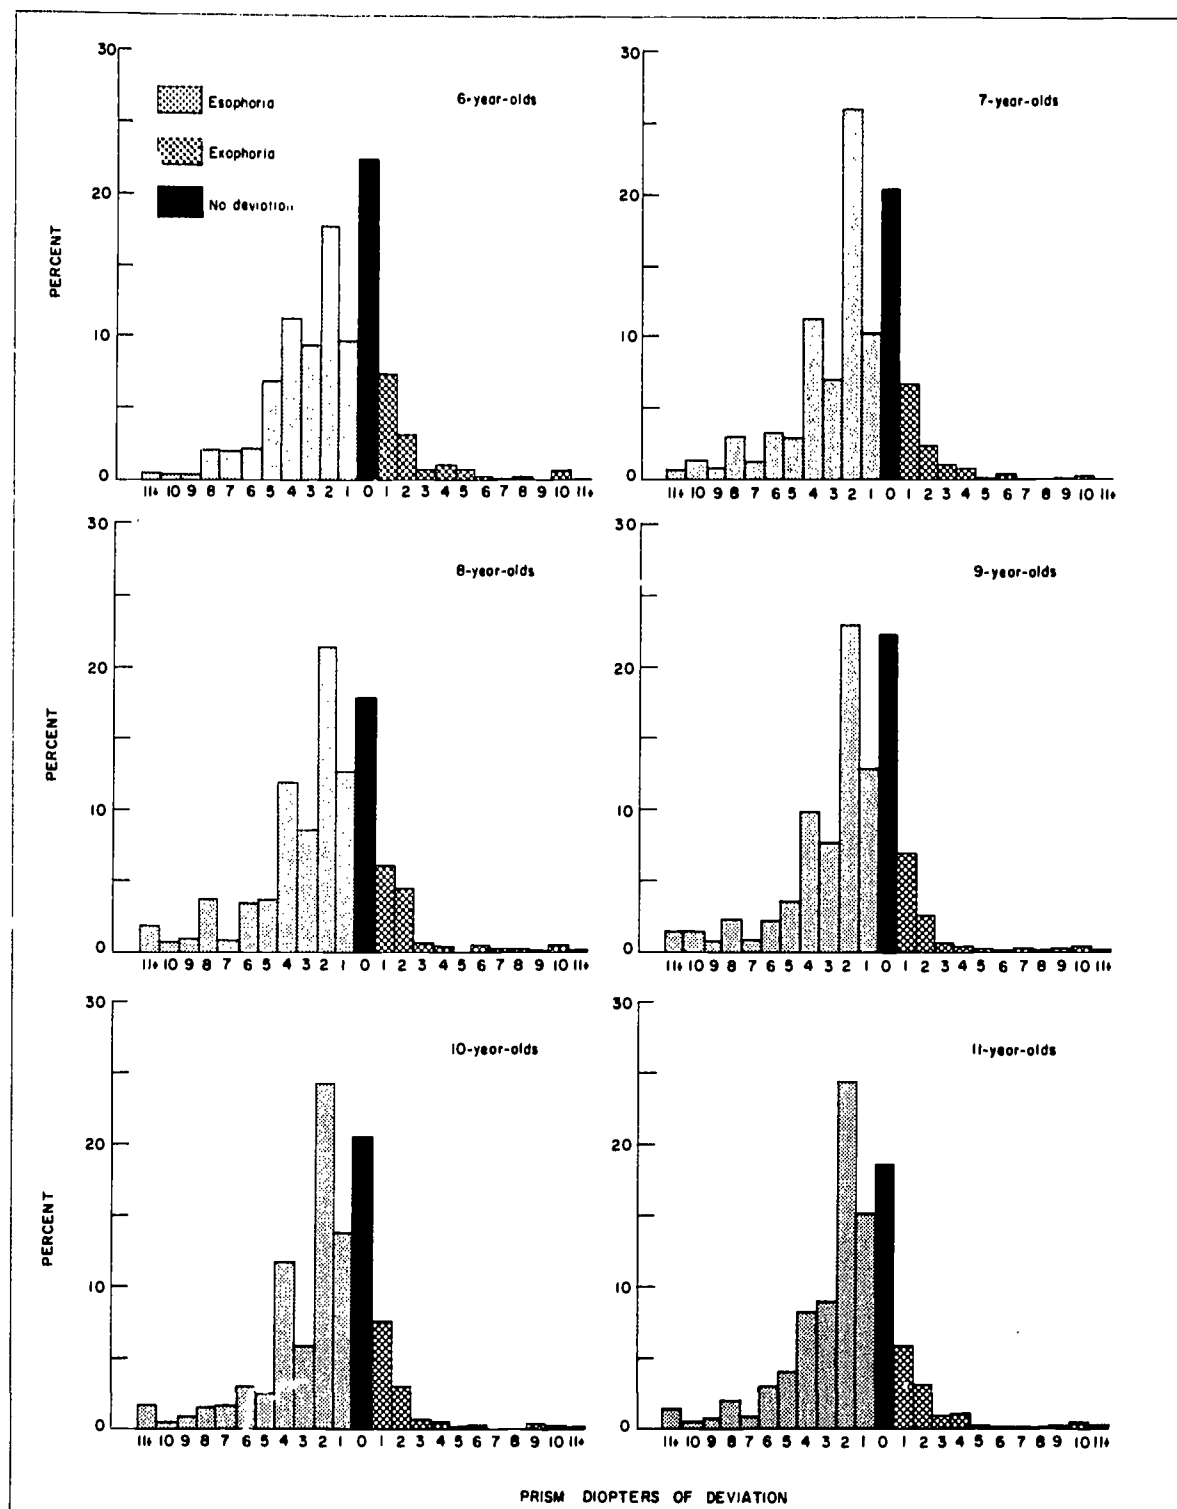 30
20
10
0
PERCENT
Esophoria
Exophoria
No deviation
6-year-olds
11+ 10 9 8 7 6 5 4 3 2 1 0 1 2 3 4 5 6 7 8 9 10 11+
30
20
10
0
7-year-olds
11+ 10 9 8 7 6 5 4 3 2 1 0 1 2 3 4 5 6 7 8 9 10 11+
30
20
10
0
PERCENT
8-year-olds
11+ 10 9 8 7 6 5 4 3 2 1 0 1 2 3 4 5 6 7 8 9 10 11+
30
20
10
0
9-year-olds
11+ 10 9 8 7 6 5 4 3 2 1 0 1 2 3 4 5 6 7 8 9 10 11+
30
20
10
0
PERCENT
10-year-olds
11+ 10 9 8 7 6 5 4 3 2 1 0 1 2 3 4 5 6 7 8 9 10 11+
30
20
10
0
11-year-olds
11+ 10 9 8 7 6 5 4 3 2 1 0 1 2 3 4 5 6 7 8 9 10 11+
PRISM DIOPTERS OF DEVIATION